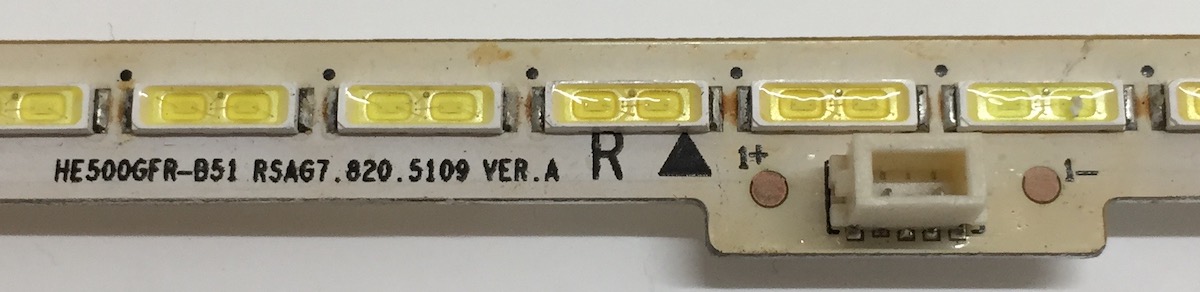 HE500GFR-B51 RSAG7.820.5109 VER.A R
1+
1-